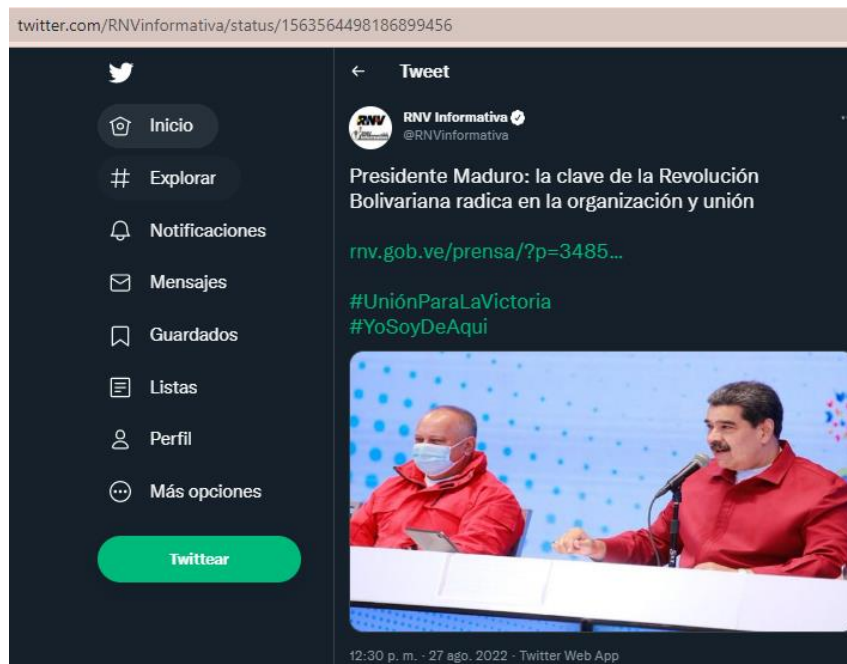 twitter.com/RNVinformativa/status/1563564498186899456
Inicio
Explorar
Notificaciones
Mensajes
Guardados
Listas
Perfil
Más opciones
Twittear
Tweet
RNV
RNV Informativa
@RNVinformativa
Presidente Maduro: la clave de la Revolución
Bolivariana radica en la organización y unión
rnv.gob.ve/prensa/?p=3485...
#UniónParaLaVictoria
#YoSoyDeAqui
12:30 p. m. · 27 ago. 2022 · Twitter Web App